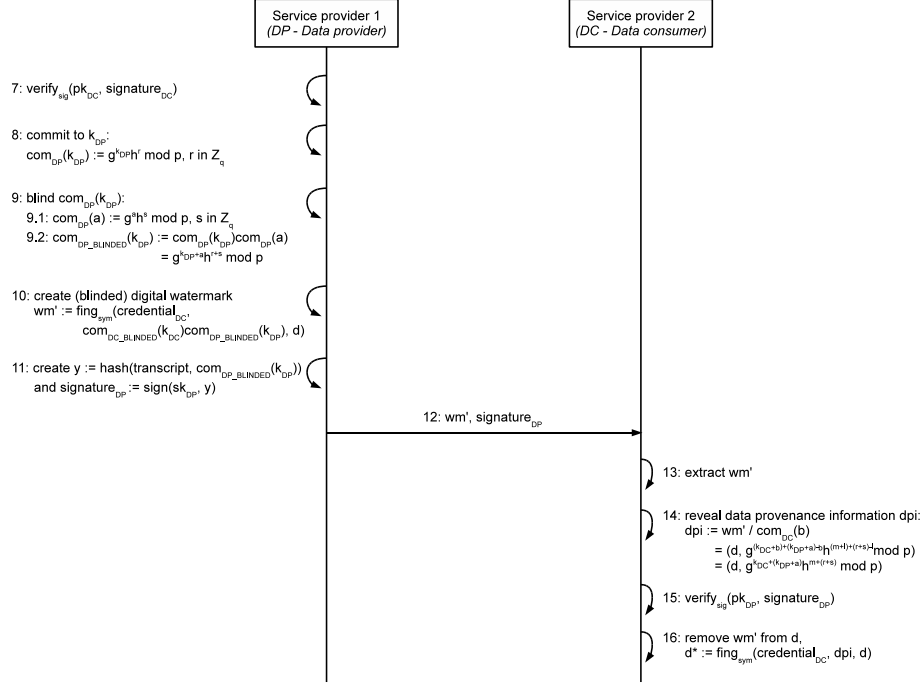 Service provider 1
(DP - Data provider)
Service provider 2
(DC - Data consumer)
7: verify_sig(pk_DC, signature_DC)
8: commit to k_DP:
com_DP(k_DP) := g^k_DP h^r mod p, r in Z_q
9: blind com_DP(k_DP):
9.1: com_DP(a) := g^a h^s mod p, s in Z_q
9.2: com_DP_BLINDED(k_DP) := com_DP(k_DP)com_DP(a)
= g^k_DP+a h^r+s mod p
10: create (blinded) digital watermark
wm' := fing_sym(credential_DC,
com_DC_BLINDED(k_DC)com_DP_BLINDED(k_DP), d)
11: create y := hash(transcript, com_DP_BLINDED(k_DP))
and signature_DP := sign(sk_DP, y)
12: wm', signature_DP
13: extract wm'
14: reveal data provenance information dpi:
dpi := wm' / com_DC(b)
= (d, g^(k_DC+b)+(k_DP+a)-b h^(m+l)+(r+s)-l mod p)
= (d, g^k_DC+(k_DP+a) h^m+(r+s) mod p)
15: verify_sig(pk_DP, signature_DP)
16: remove wm' from d,
d* := fing_sym(credential_DC, dpi, d)